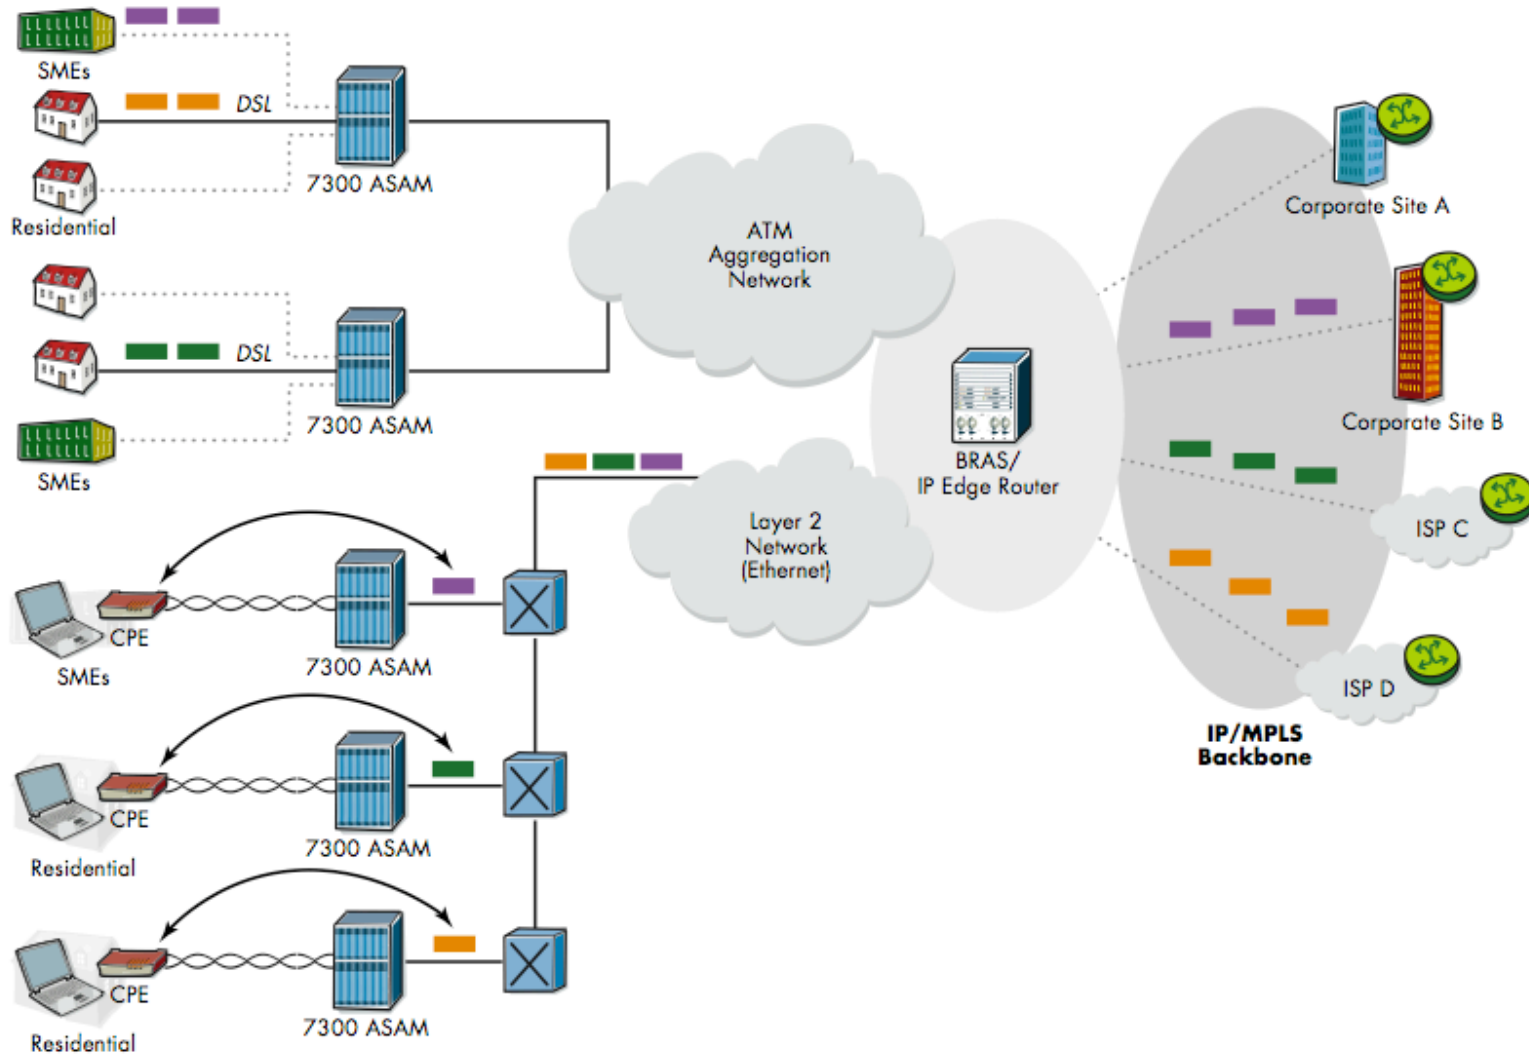 SMEs
DSL
7300 ASAM
Residential
DSL
7300 ASAM
SMEs
ATM
Aggregation
Network
BRAS/
IP Edge Router
Layer 2
Network
(Ethernet)
Corporate Site A
Corporate Site B
ISP C
ISP D
IP/MPLS
Backbone
CPE
SMEs
7300 ASAM
CPE
Residential
7300 ASAM
CPE
Residential
7300 ASAM